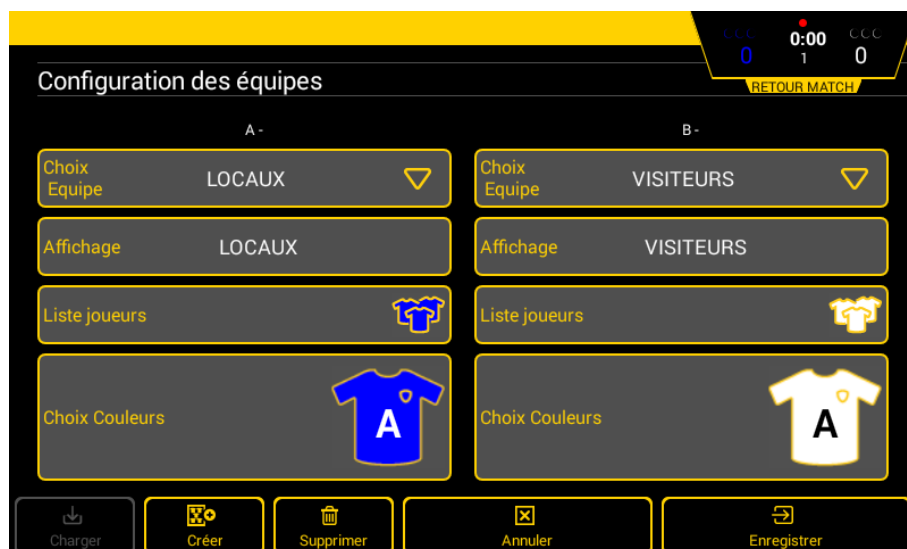 C C C
0:00
C C C
0
1
0
RETOUR MATCH
Configuration des équipes
A -
B -
Choix
Equipe
LOCAUX
Choix
Equipe
VISITEURS
Affichage
LOCAUX
Affichage
VISITEURS
Liste joueurs
Liste joueurs
Choix Couleurs
A
Choix Couleurs
A
Charger
Créer
Supprimer
Annuler
Enregistrer